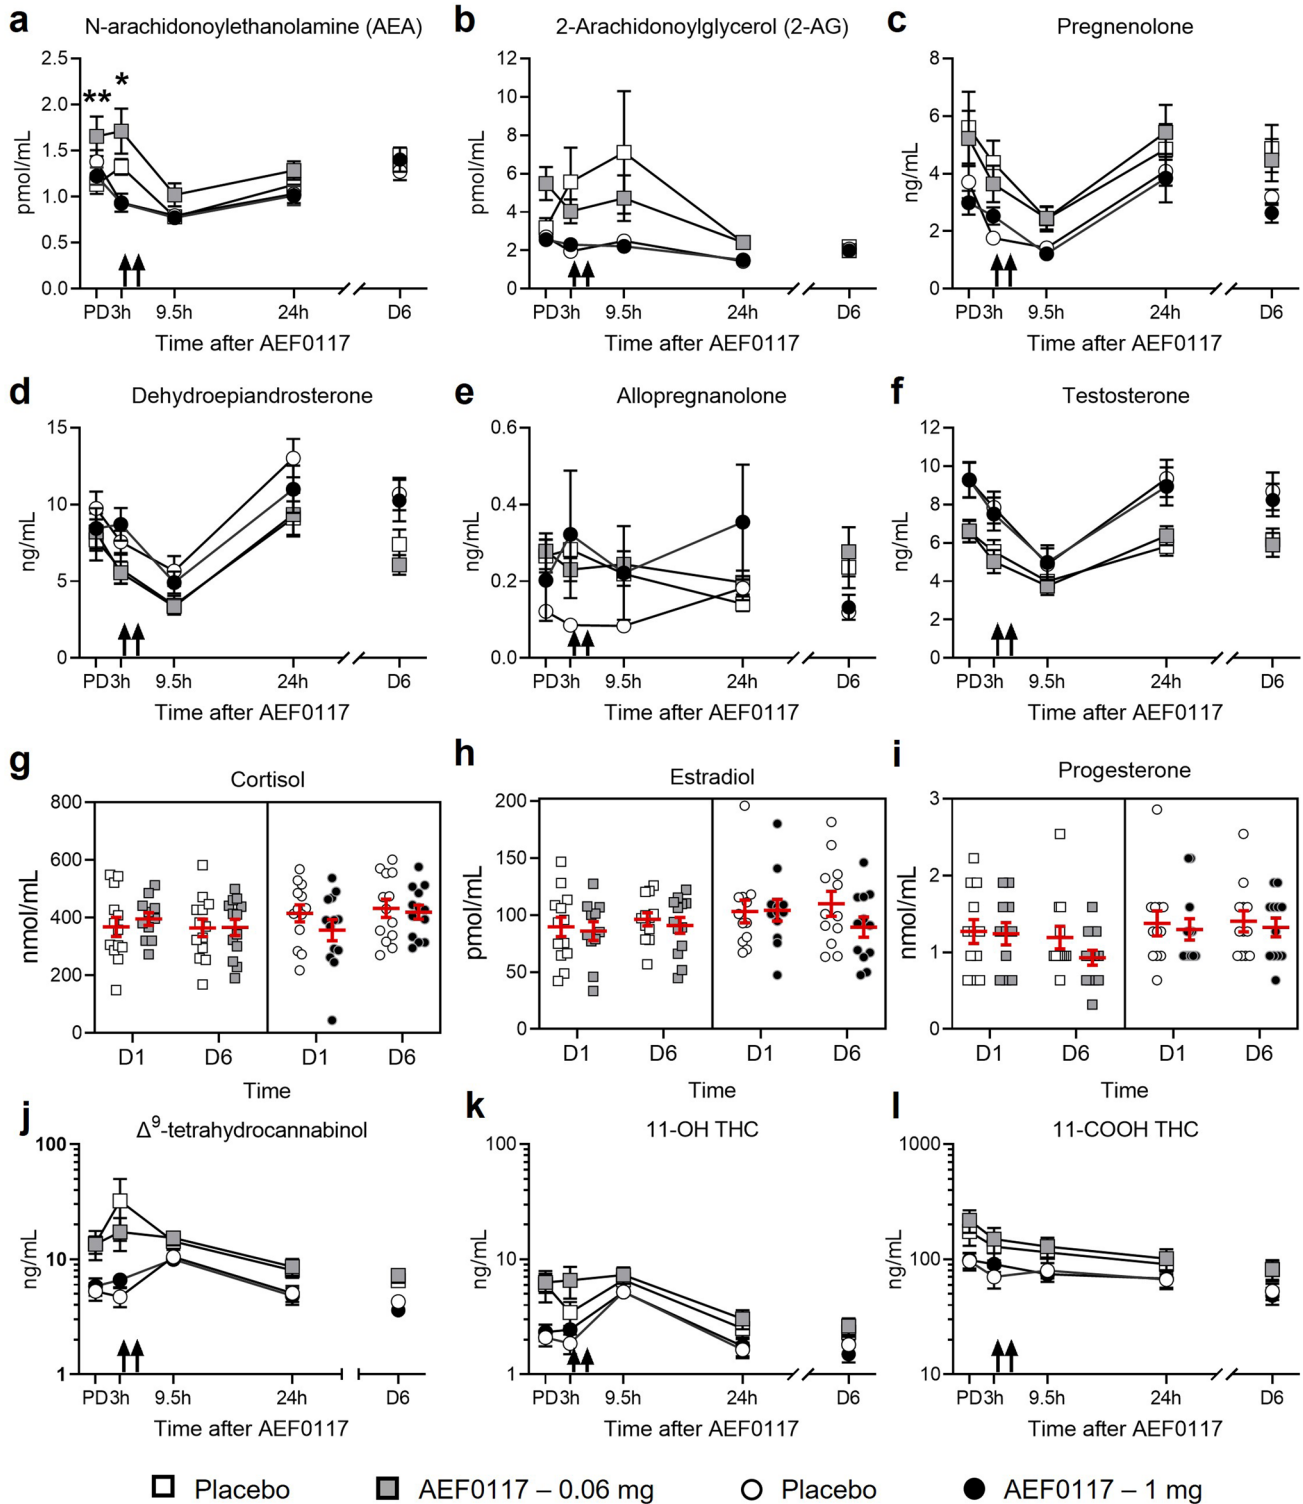 a N-arachidonoylethanolamine (AEA)
2.5
2.0
1.5
1.0
0.5
0.0
pmol/mL
** *
PD 3h 9.5h 24h D6
Time after AEF0117
b 2-Arachidonoylglycerol (2-AG)
12
10
8
6
4
2
0
pmol/mL
PD 3h 9.5h 24h D6
Time after AEF0117
c Pregnenolone
8
6
4
2
0
ng/mL
PD 3h 9.5h 24h D6
Time after AEF0117
d Dehydroepiandrosterone
15
10
5
0
ng/mL
PD 3h 9.5h 24h D6
Time after AEF0117
e Allopregnanolone
0.6
0.4
0.2
0.0
ng/mL
PD 3h 9.5h 24h D6
Time after AEF0117
f Testosterone
12
10
8
6
4
2
0
ng/mL
PD 3h 9.5h 24h D6
Time after AEF0117
g Cortisol
800
600
400
200
0
nmol/mL
D1 D6 D1 D6
Time
h Estradiol
200
150
100
50
0
pmol/mL
D1 D6 D1 D6
Time
i Progesterone
3
2
1
0
nmol/mL
D1 D6 D1 D6
Time
j Δ9-tetrahydrocannabinol
100
10
1
ng/mL
PD 3h 9.5h 24h D6
Time after AEF0117
k 11-OH THC
100
10
1
ng/mL
PD 3h 9.5h 24h D6
Time after AEF0117
l 11-COOH THC
1000
100
10
ng/mL
PD 3h 9.5h 24h D6
Time after AEF0117
Placebo AEF0117 – 0.06 mg Placebo AEF0117 – 1 mg